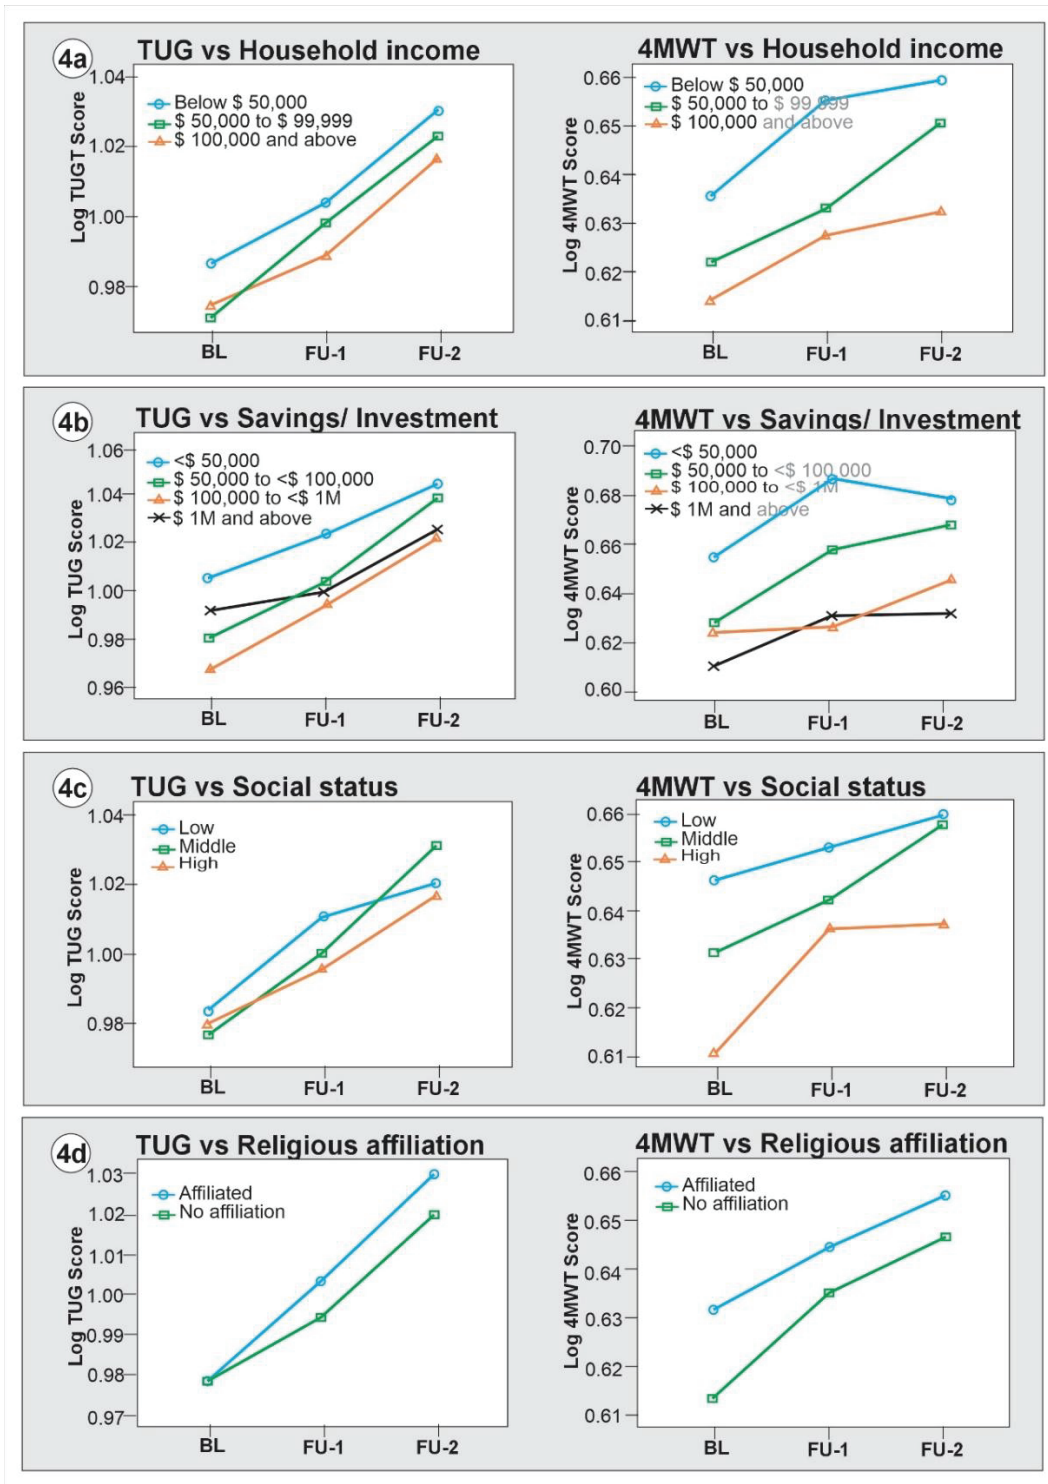 4a
TUG vs Household income
1.04
1.02
1.00
0.98
Log TUGT Score
Below $ 50,000
$ 50,000 to $ 99,999
$ 100,000 and above
BL
FU-1
FU-2
4MWT vs Household income
0.66
0.65
0.64
0.63
0.62
0.61
Log 4MWT Score
Below $ 50,000
$ 50,000 to $ 99,999
$ 100,000 and above
BL
FU-1
FU-2
4b
TUG vs Savings/ Investment
1.06
1.04
1.02
1.00
0.98
0.96
Log TUG Score
<$ 50,000
$ 50,000 to <$ 100,000
$ 100,000 to <$ 1M
$ 1M and above
BL
FU-1
FU-2
4MWT vs Savings/ Investment
0.70
0.68
0.66
0.64
0.62
0.60
Log 4MWT Score
<$ 50,000
$ 50,000 to <$ 100,000
$ 100,000 to <$ 1M
$ 1M and above
BL
FU-1
FU-2
4c
TUG vs Social status
1.04
1.02
1.00
0.98
Log TUG Score
Low
Middle
High
BL
FU-1
FU-2
4MWT vs Social status
0.66
0.65
0.64
0.63
0.62
0.61
Log 4MWT Score
Low
Middle
High
BL
FU-1
FU-2
4d
TUG vs Religious affiliation
1.03
1.02
1.01
1.00
0.99
0.98
0.97
Log TUG Score
Affiliated
No affiliation
BL
FU-1
FU-2
4MWT vs Religious affiliation
0.66
0.65
0.64
0.63
0.62
0.61
Log 4MWT Score
Affiliated
No affiliation
BL
FU-1
FU-2